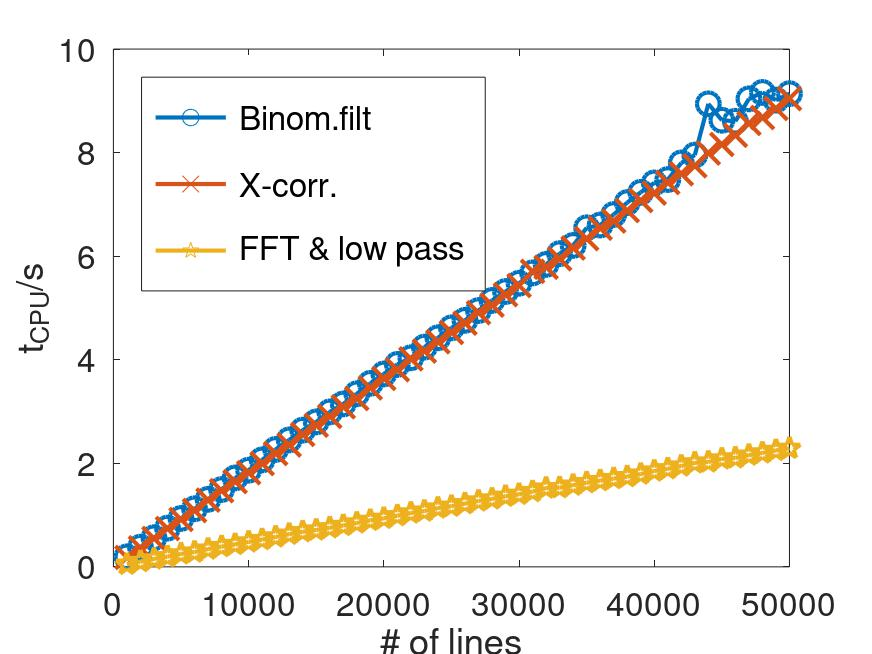 10
8
6
4
2
0
t_CPU/s
Binom.filt
X-corr.
FFT & low pass
0 10000 20000 30000 40000 50000
# of lines